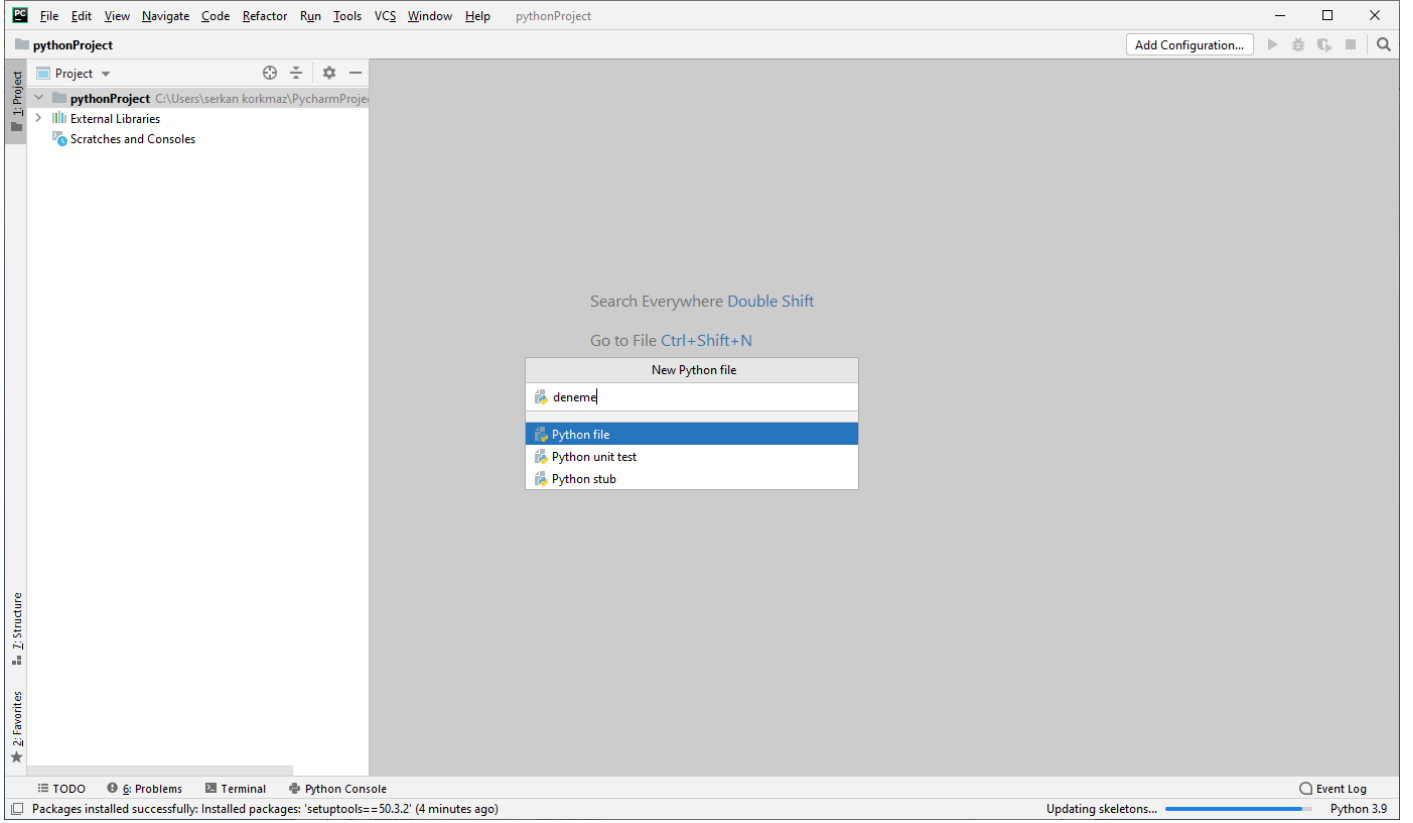 PC File Edit View Navigate Code Refactor Run Tools VCS Window Help pythonProject
pythonProject Add Configuration...
1: Project
Project
pythonProject C:\Users\serkan korkmaz\PycharmProje
External Libraries
Scratches and Consoles
Search Everywhere Double Shift
Go to File Ctrl+Shift+N
New Python file
deneme
Python file
Python unit test
Python stub
7: Structure
2: Favorites
TODO 6: Problems Terminal Python Console Event Log
Packages installed successfully: Installed packages: 'setuptools==50.3.2' (4 minutes ago) Updating skeletons... Python 3.9